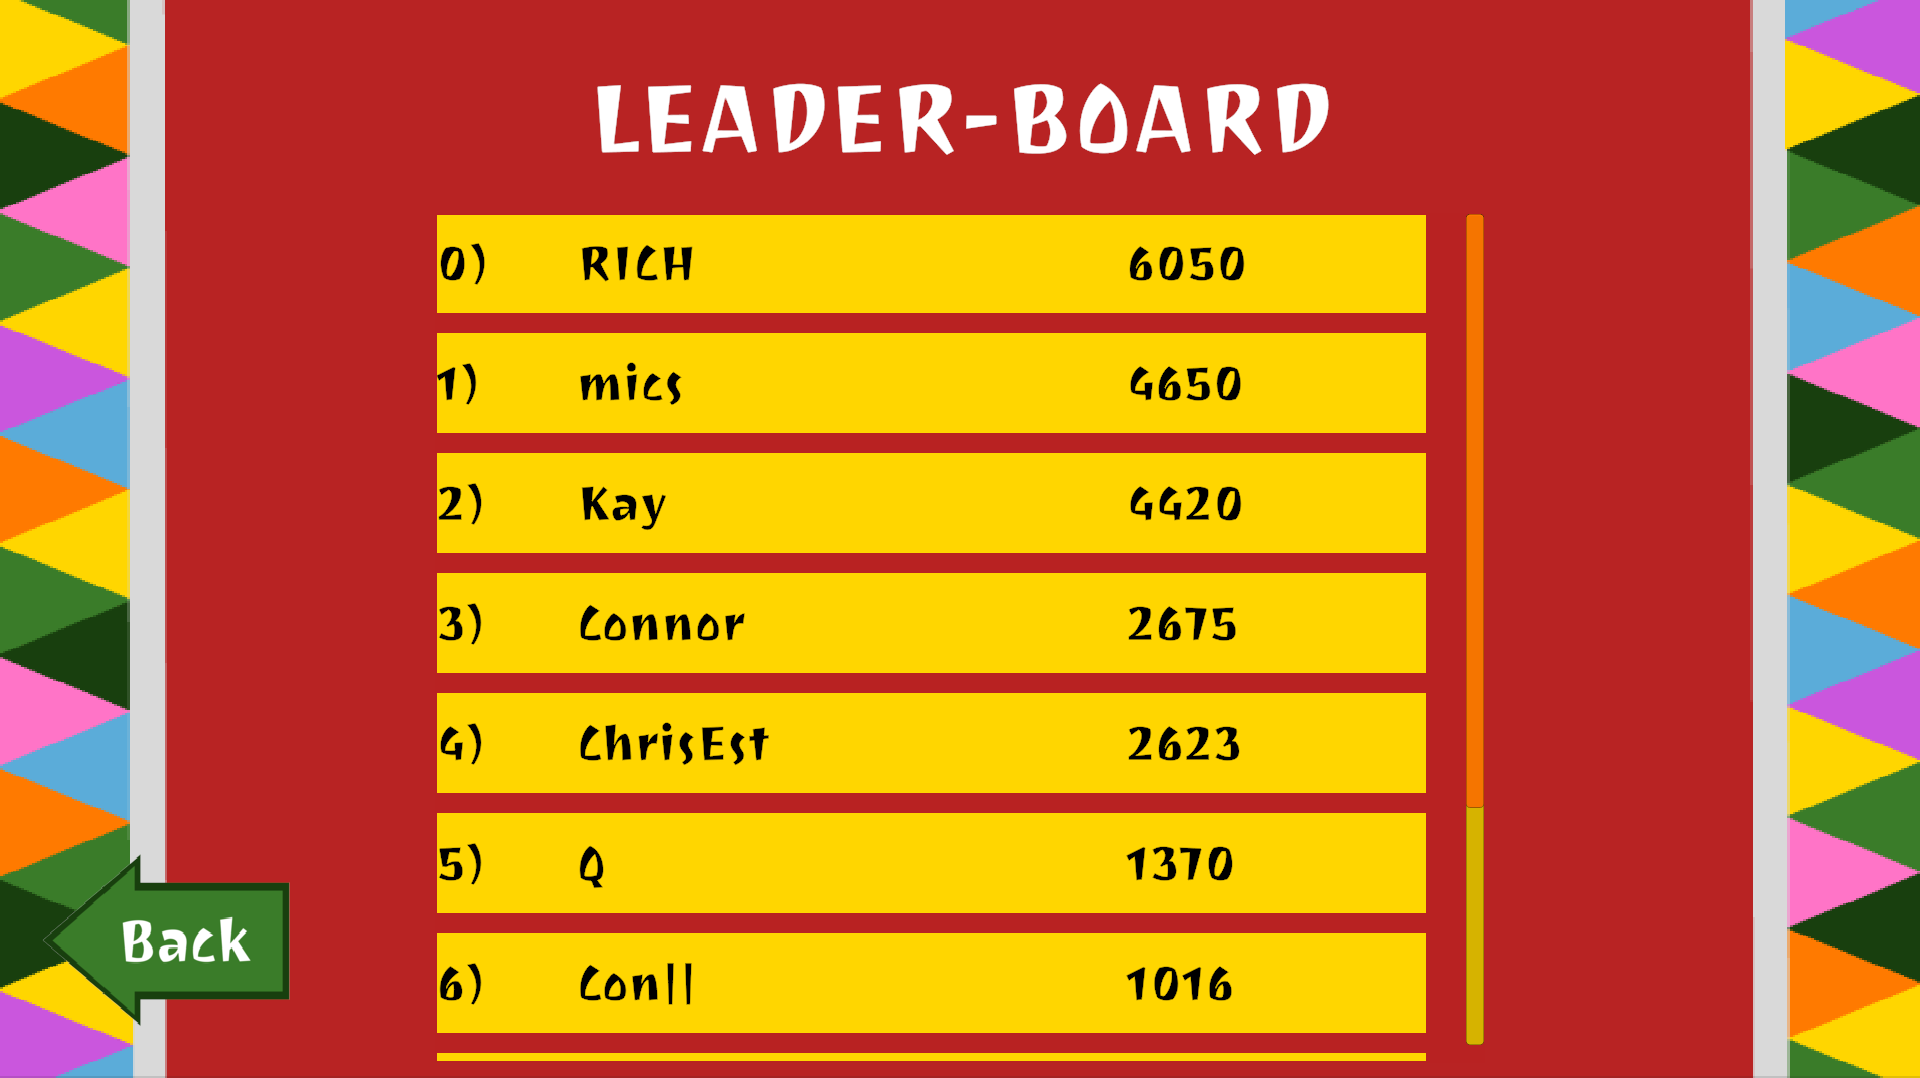 LEADER-BOARD
0) RICH 6050
1) mics 4650
2) Kay 4420
3) Connor 2675
4) ChrisEst 2623
5) Q 1370
6) Con|| 1016
Back